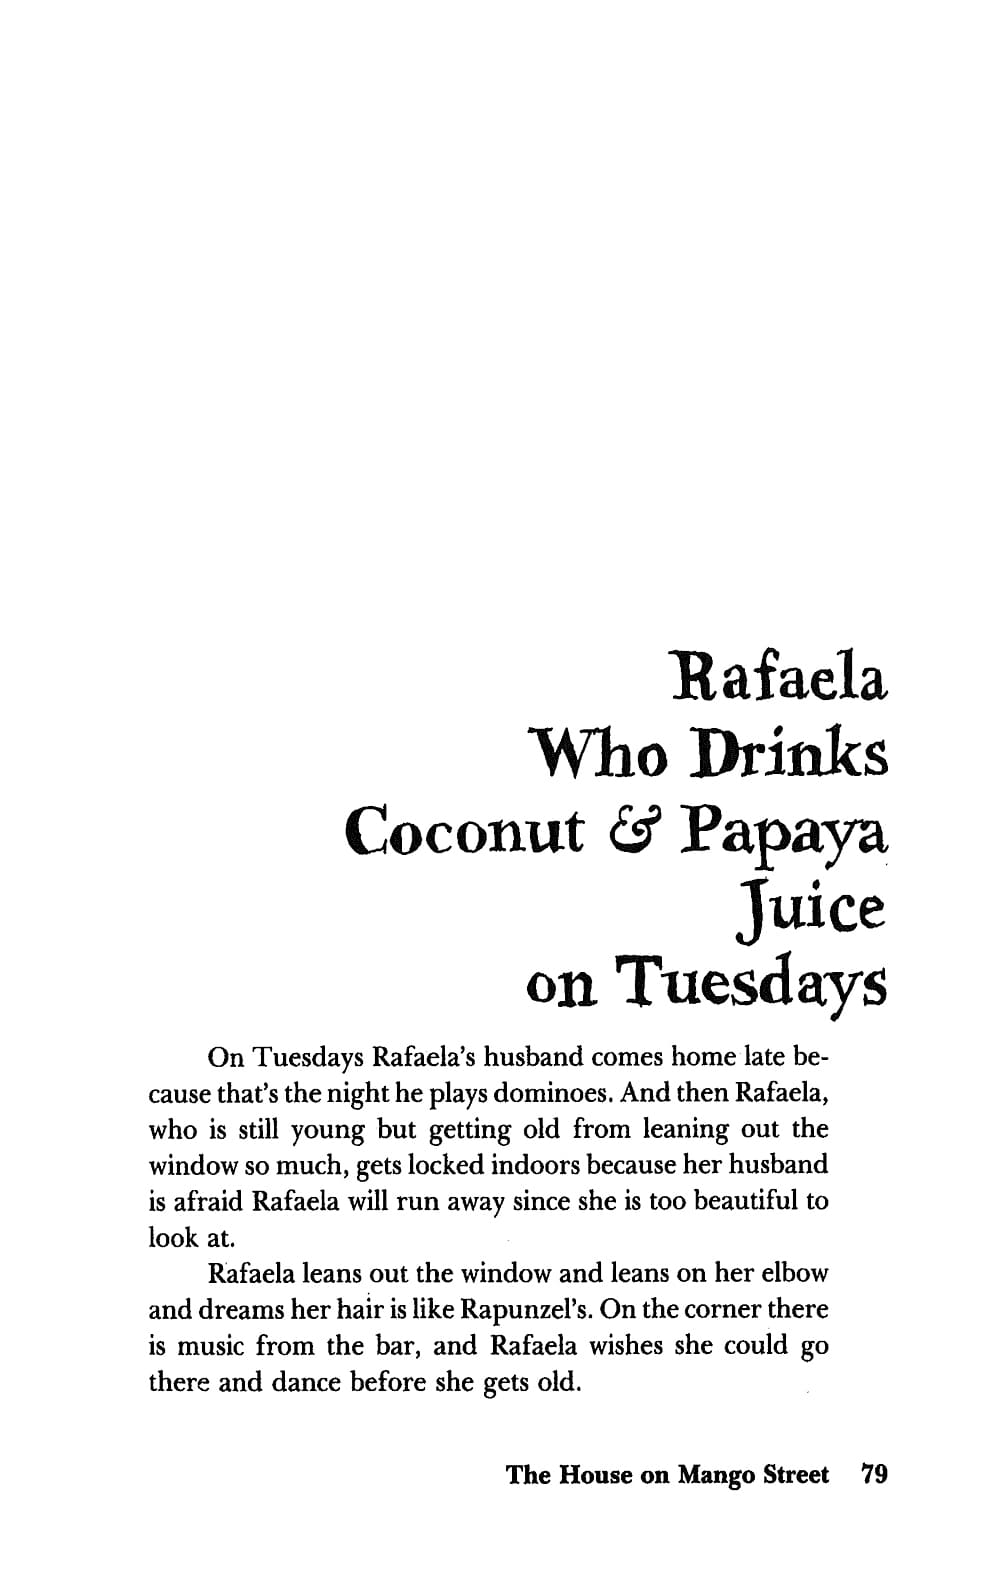 Rafaela
Who Drinks
Coconut & Papaya
Juice
on Tuesdays
On Tuesdays Rafaela's husband comes home late be-
cause that's the night he plays dominoes. And then Rafaela,
who is still young but getting old from leaning out the
window so much, gets locked indoors because her husband
is afraid Rafaela will run away since she is too beautiful to
look at.
Rafaela leans out the window and leans on her elbow
and dreams her hair is like Rapunzel's. On the corner there
is music from the bar, and Rafaela wishes she could go
there and dance before she gets old.
The House on Mango Street 79